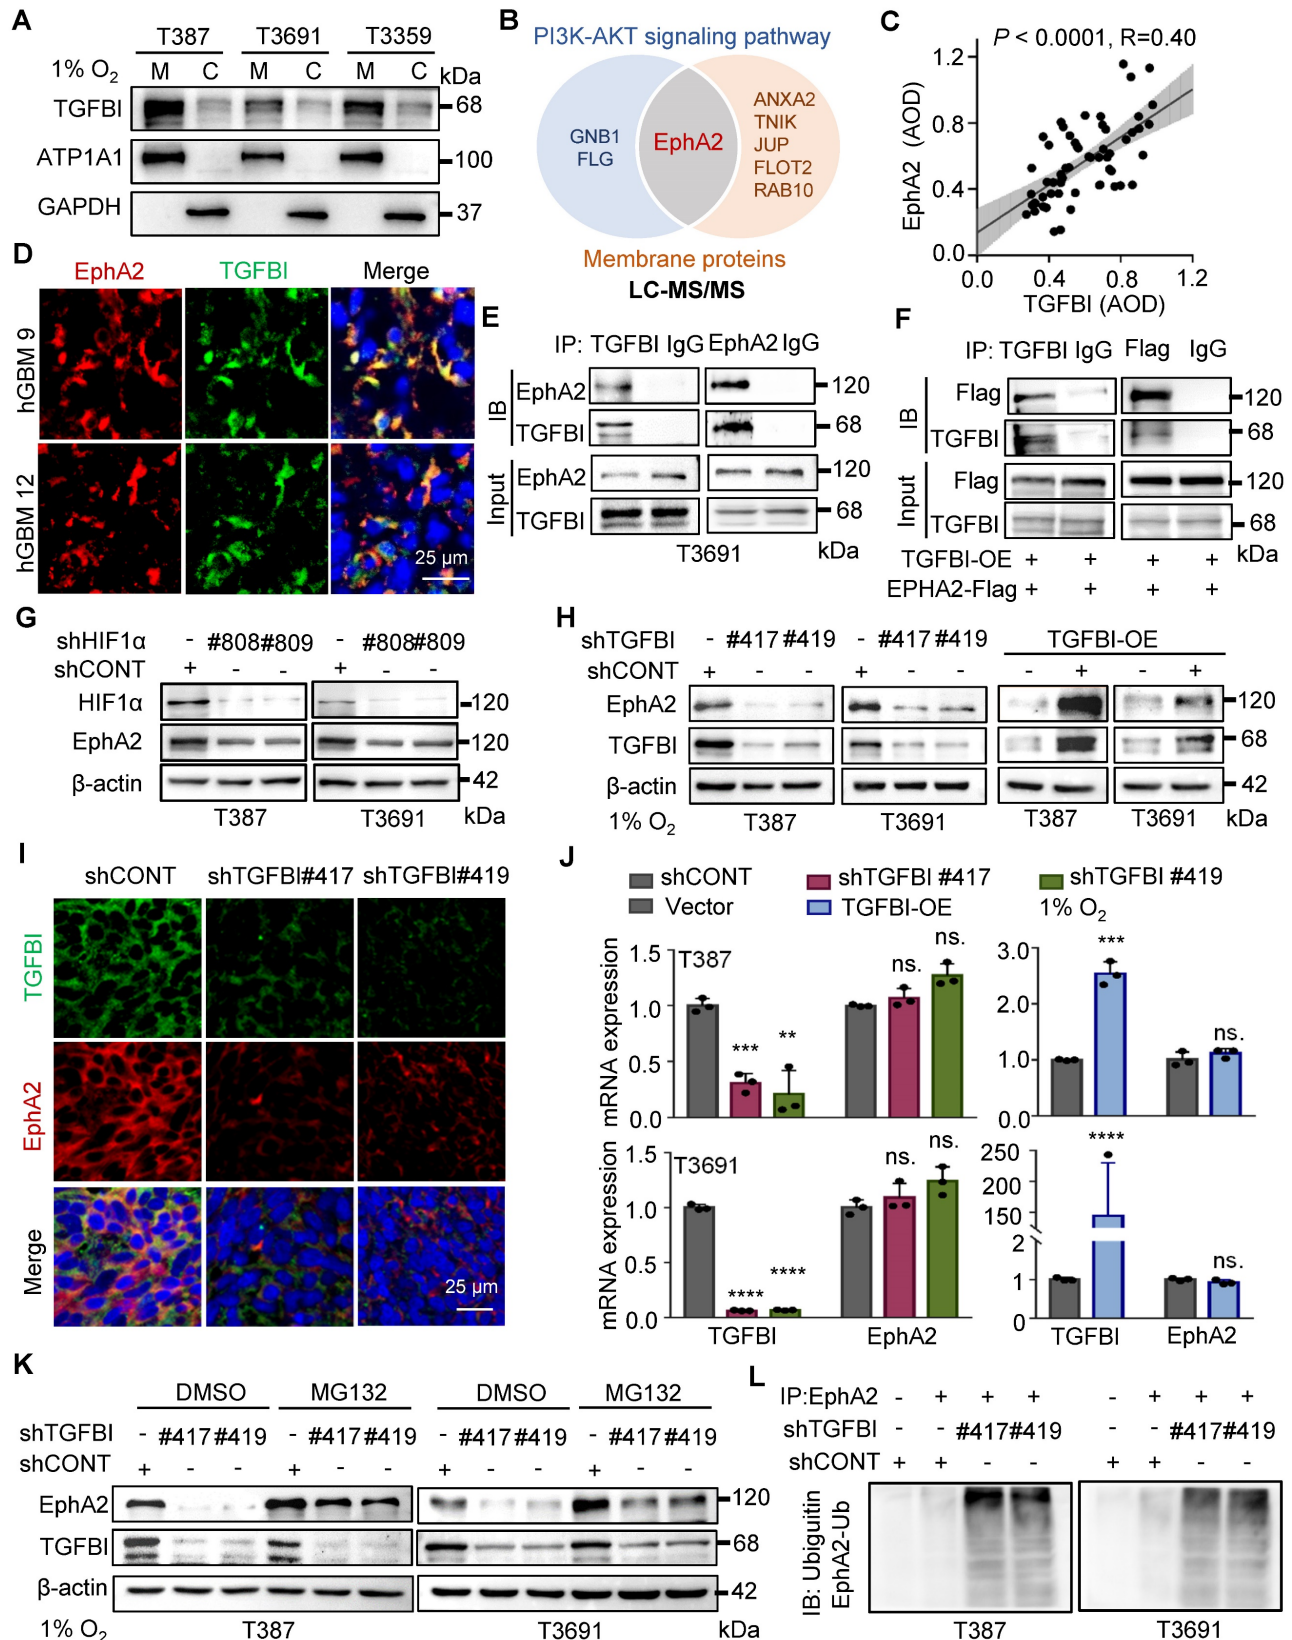 A
T387 T3691 T3359
1% O2 M C M C M C kDa
TGFBI 68
ATP1A1 100
GAPDH 37
B
PI3K-AKT signaling pathway
GNB1
FLG
EphA2
ANXA2
TNIK
JUP
FLOT2
RAB10
Membrane proteins
LC-MS/MS
C
P < 0.0001, R=0.40
EphA2 (AOD)
1.2
0.8
0.4
0.0
0.0 0.4 0.8 1.2
TGFBI (AOD)
D
EphA2 TGFBI Merge
hGBM 9
hGBM 12
25 µm
E
IP: TGFBI IgG EphA2 IgG
IB
EphA2 120
TGFBI 68
Input
EphA2 120
TGFBI 68
T3691 kDa
F
IP: TGFBI IgG Flag IgG
IB
Flag 120
TGFBI 68
Input
Flag 120
TGFBI 68
kDa
TGFBI-OE + + + +
EPHA2-Flag + + + +
G
shHIF1α - #808 #809 - #808 #809
shCONT + - - + - -
HIF1α 120
EphA2 120
β-actin 42
T387 T3691 kDa
H
shTGFBI - #417 #419 - #417 #419 TGFBI-OE
shCONT + - - + - - - + - +
EphA2 120
TGFBI 68
β-actin 42
1% O2 T387 T3691 T387 T3691 kDa
I
shCONT shTGFBI#417 shTGFBI#419
TGFBI
EphA2
Merge
25 µm
J
shCONT shTGFBI #417 shTGFBI #419
Vector TGFBI-OE 1% O2
mRNA expression
1.5
1.0
0.5
0.0
T387
*** ** ns. ns.
3.0
2.0
1.0
0.0
*** ns.
mRNA expression
1.5
1.0
0.5
0.0
T3691
**** **** ns. ns.
TGFBI EphA2
250
200
150
2
1
0
**** ns.
TGFBI EphA2
K
DMSO MG132 DMSO MG132
shTGFBI - #417 #419 - #417 #419 - #417 #419 - #417 #419
shCONT + - - + - - + - - + - -
EphA2 120
TGFBI 68
β-actin 42
1% O2 T387 T3691 kDa
L
IP:EphA2 - + + + - + + +
shTGFBI - - #417 #419 - - #417 #419
shCONT + + - - + + - -
IB: Ubiguitin
EphA2-Ub
T387 T3691